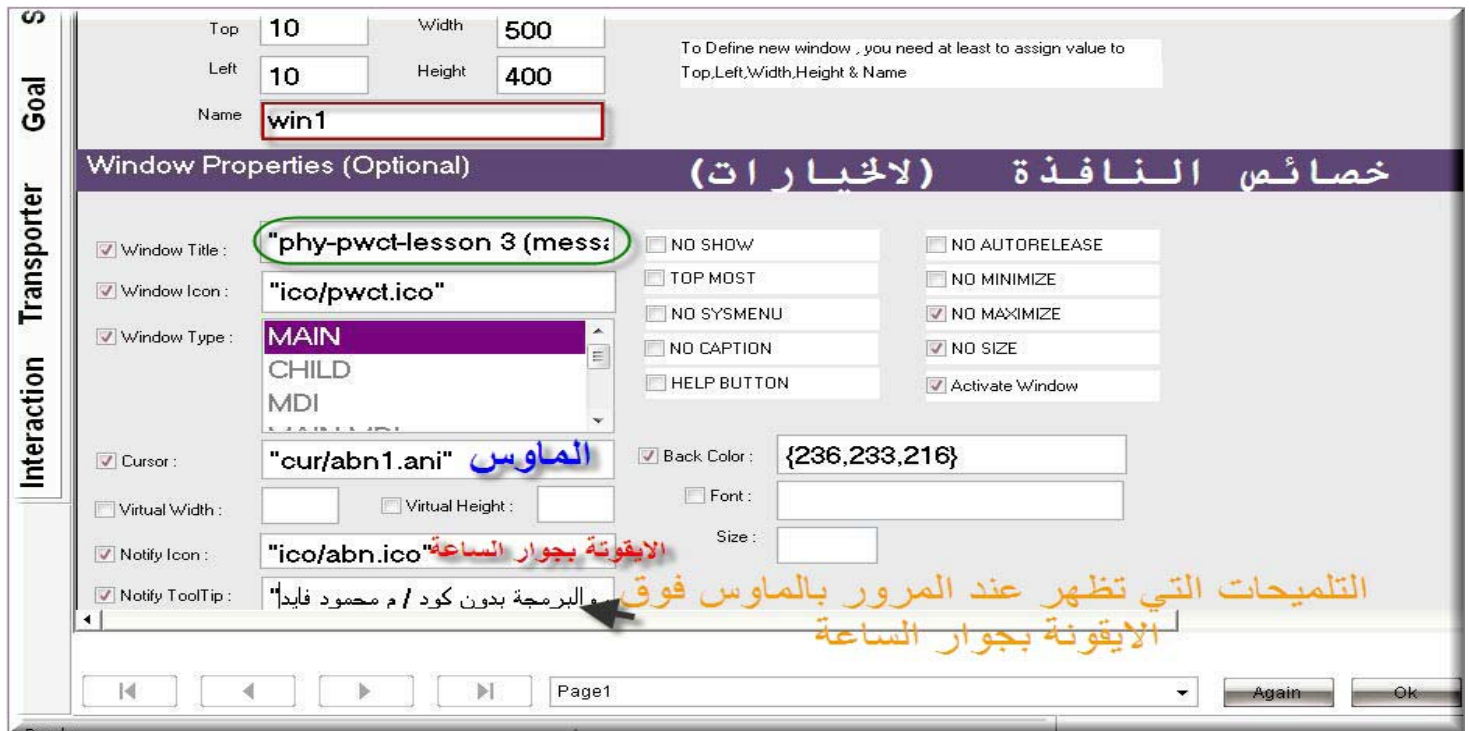 Top 10 Width 500
To Define new window , you need at least to assign value to
Top,Left,Width,Height & Name
Left 10 Height 400
Name win1
Window Properties (Optional) خصائص النافذة (لاخيارات)
Window Title : "phy-pwct-lesson 3 (messa
NO SHOW
NO AUTORELEASE
Window Icon : "ico/pwct.ico"
TOP MOST
NO MINIMIZE
NO SYSMENU
NO MAXIMIZE
Window Type : MAIN
CHILD
MDI
NO CAPTION
NO SIZE
HELP BUTTON
Activate Window
Cursor : "cur/abn1.ani" الماوس
Back Color : {236,233,216}
Virtual Width :
Virtual Height :
Font :
Size :
Notify Icon : "ico/abn.ico" الايقوتة بجوار الساعة
Notify ToolTip : البرمجة بدون كود / م محمود فايد"
التلميحات التي تظهر عند المرور بالماوس فوق
الايقونة بجوار الساعة
Page1
Again
Ok
Interaction Transporter Goal